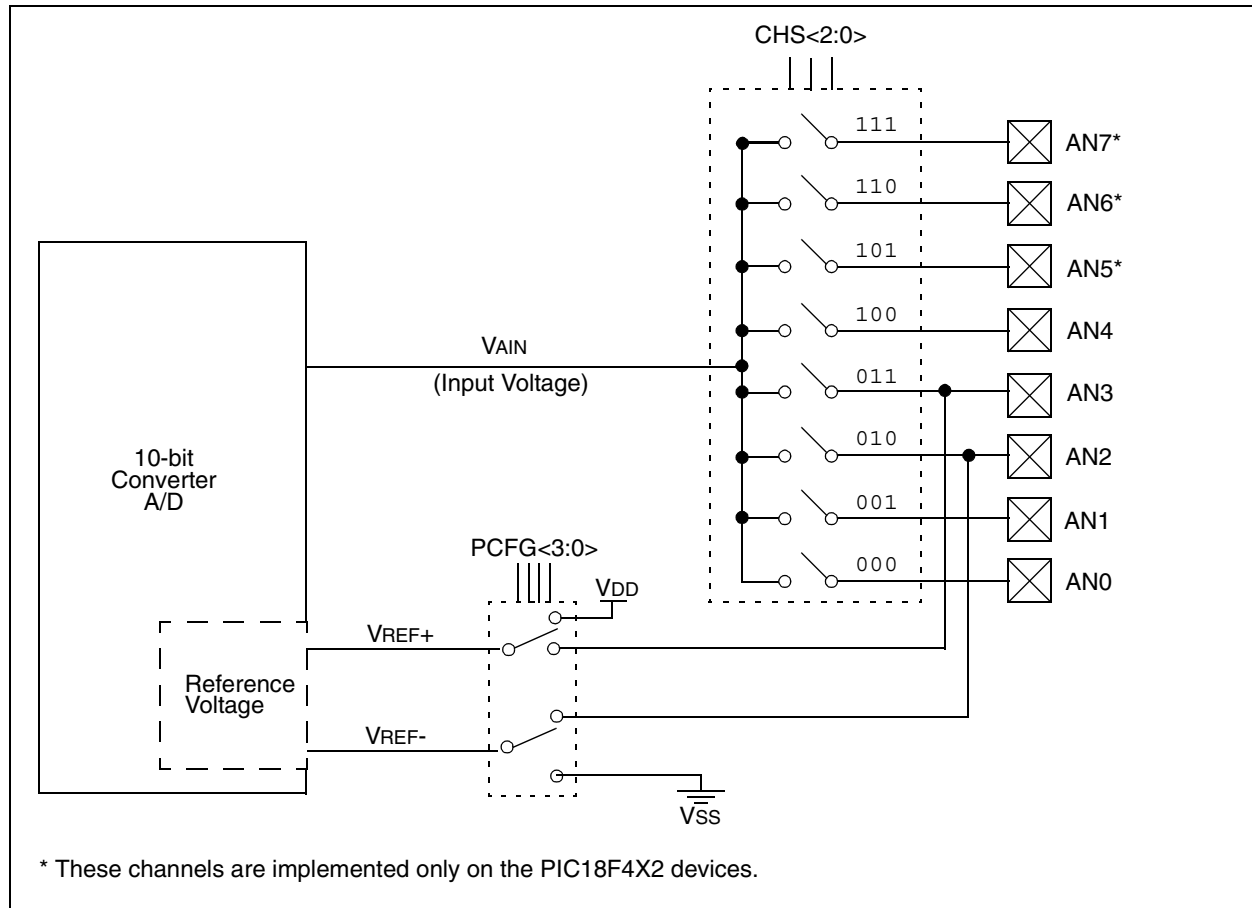 CHS<2:0>
111
AN7*
110
AN6*
101
AN5*
100
AN4
VAIN
(Input Voltage)
011
AN3
010
AN2
10-bit
Converter
A/D
001
AN1
PCFG<3:0>
000
AN0
VDD
VREF+
Reference
Voltage
VREF-
VSS
* These channels are implemented only on the PIC18F4X2 devices.